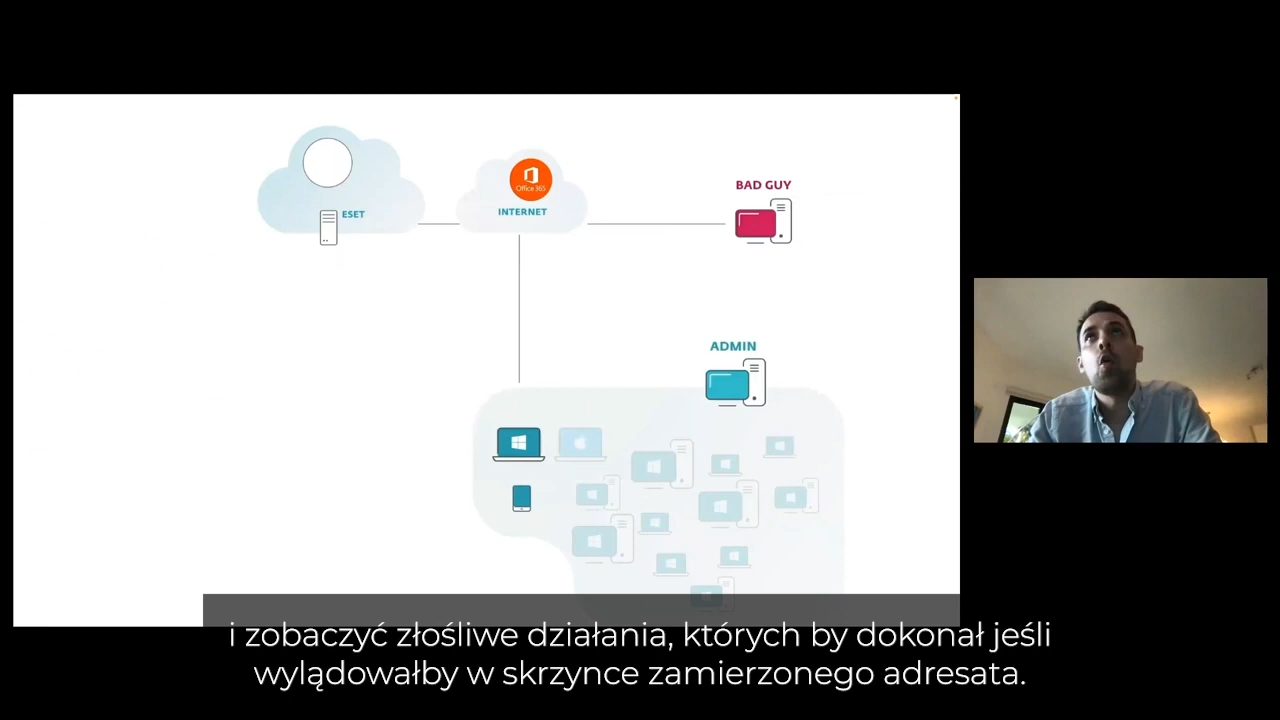 Office 365
ESET
INTERNET
BAD GUY
ADMIN
i zobaczyć złośliwe działania, których by dokonał jeśli
wylądowałby w skrzynce zamierzonego adresata.